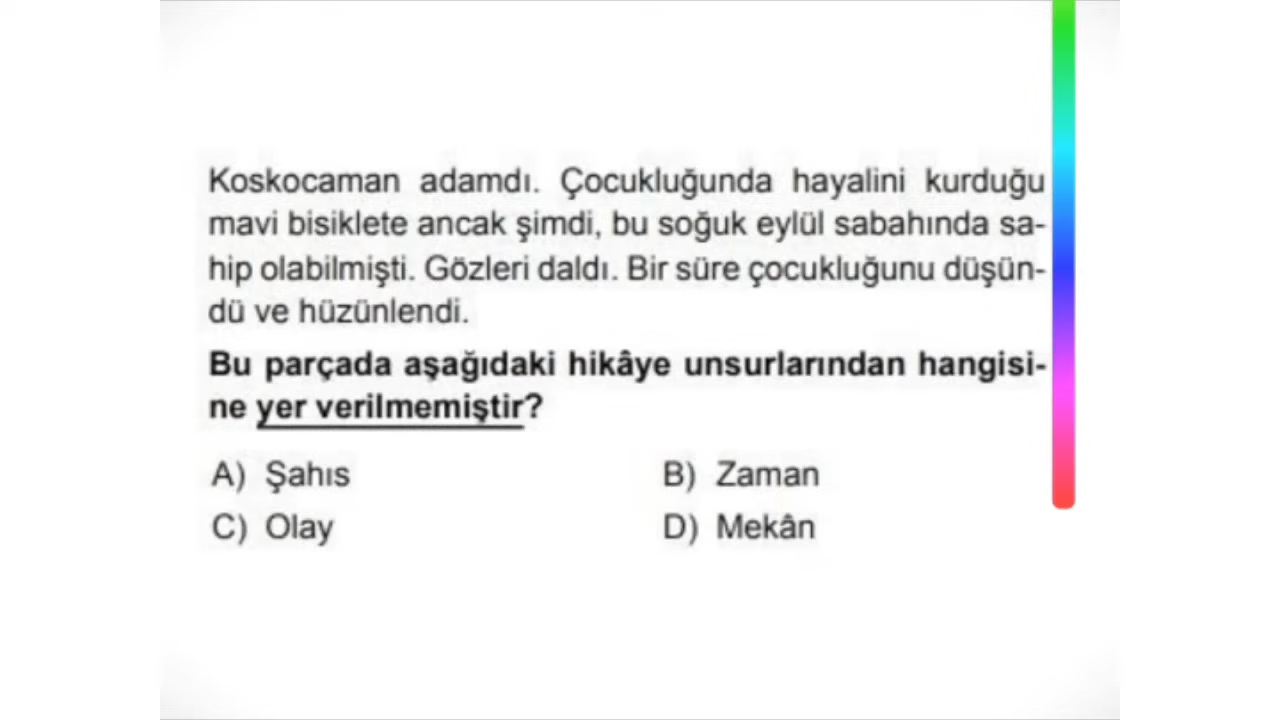 Koskocaman adamdı. Çocukluğunda hayalini kurduğu
mavi bisiklete ancak şimdi, bu soğuk eylül sabahında sa-
hip olabilmişti. Gözleri daldı. Bir süre çocukluğunu düşün-
dü ve hüzünlendi.
Bu parçada aşağıdaki hikâye unsurlarından hangisi-
ne yer verilmemiştir?
A) Şahıs
B) Zaman
C) Olay
D) Mekân